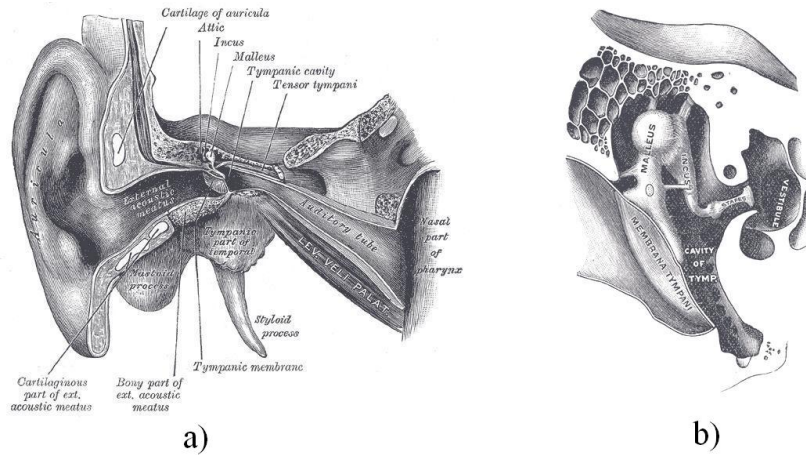 Cartilage of auricula
Attic
Incus
Malleus
Tympanic cavity
Tensor tympani
Auricula
External
acoustic
meatus
Tympanic
part of
temporal
Mastoid
process
Auditory tube
LEV. VELI PALAT.
Nasal
part
of
pharynx
Styloid
process
Tympanic membrane
Cartilaginous
part of ext.
acoustic meatus
Bony part of
ext. acoustic
meatus
a)
MALLEUS
INCUS
STAPES
VESTIBULE
MEMBRANA TYMPANI
CAVITY
OF
TYMP.
b)